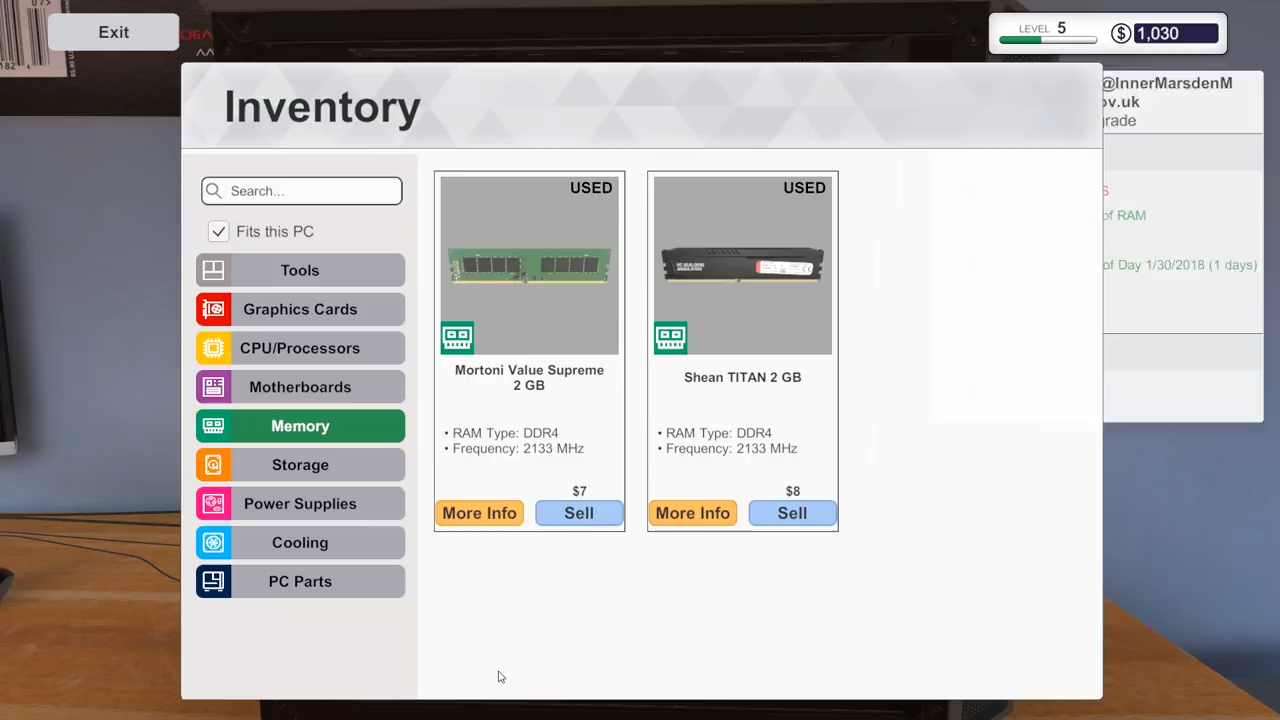 Exit
LEVEL 5
$ 1,030
Inventory
@InnerMarsdenM
ov.uk
grade
Search...
Fits this PC
Tools
Graphics Cards
CPU/Processors
Motherboards
Memory
Storage
Power Supplies
Cooling
PC Parts
USED
Mortoni Value Supreme
2 GB
• RAM Type: DDR4
• Frequency: 2133 MHz
$7
More Info
Sell
USED
Shean TITAN 2 GB
• RAM Type: DDR4
• Frequency: 2133 MHz
$8
More Info
Sell
S
of RAM
of Day 1/30/2018 (1 days)